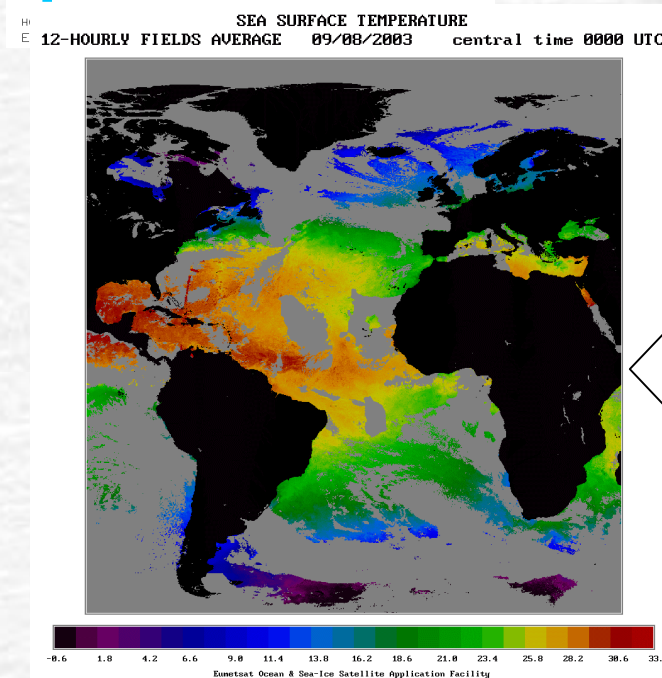 SEA SURFACE TEMPERATURE
12-HOURLY FIELDS AVERAGE 09/08/2003 central time 0000 UTC
-0.6 1.8 4.2 6.6 9.0 11.4 13.8 16.2 18.6 21.0 23.4 25.8 28.2 30.6 33.
Eumetsat Ocean & Sea-Ice Satellite Application Facility